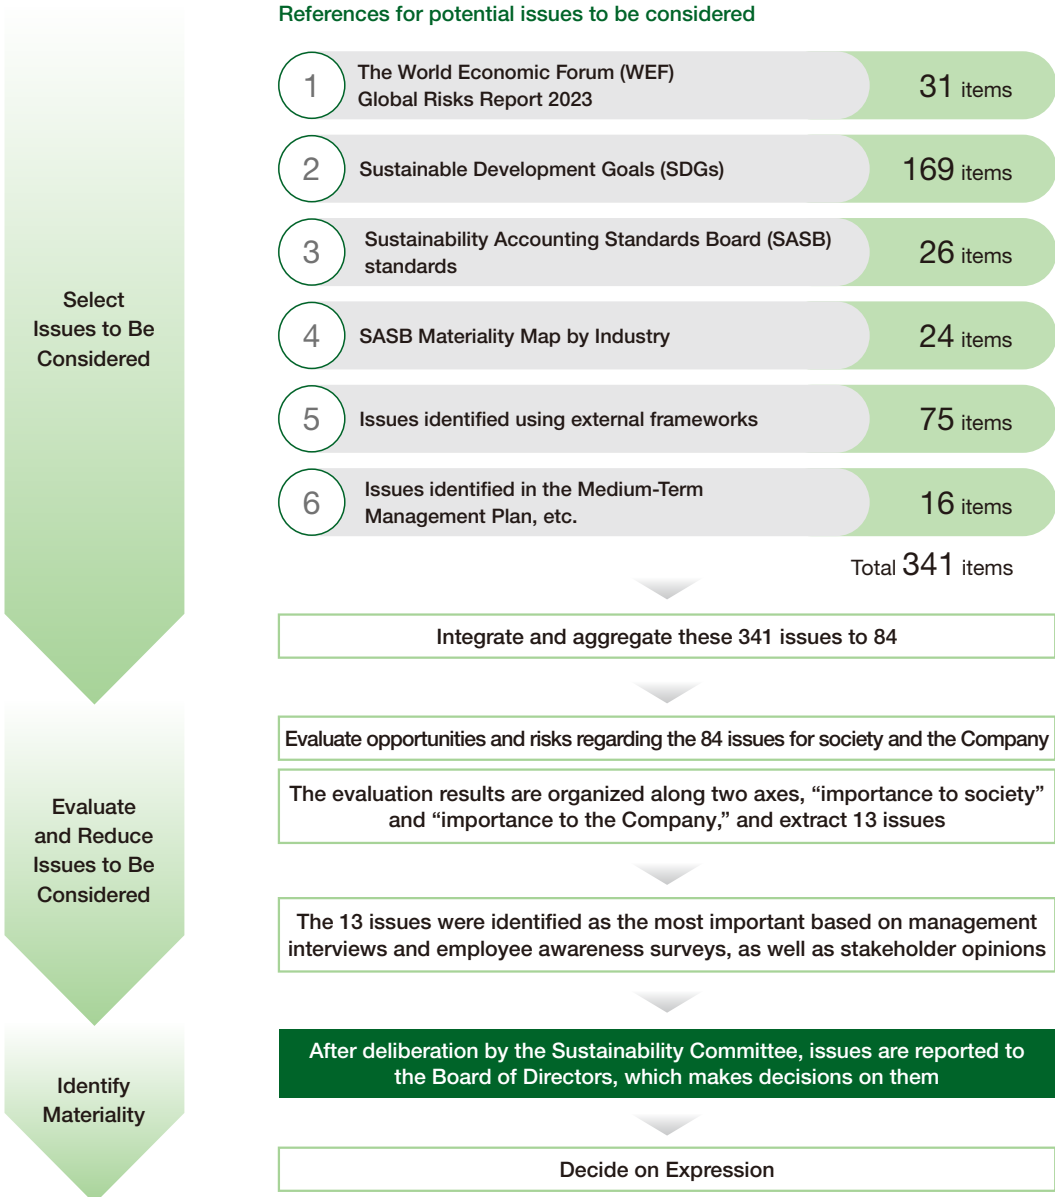 References for potential issues to be considered
1
The World Economic Forum (WEF)
Global Risks Report 2023
31 items
2
Sustainable Development Goals (SDGs)
169 items
3
Sustainability Accounting Standards Board (SASB)
standards
26 items
4
SASB Materiality Map by Industry
24 items
5
Issues identified using external frameworks
75 items
6
Issues identified in the Medium-Term
Management Plan, etc.
16 items
Total 341 items
Select
Issues to Be
Considered
Integrate and aggregate these 341 issues to 84
Evaluate opportunities and risks regarding the 84 issues for society and the Company
The evaluation results are organized along two axes, “importance to society”
and “importance to the Company,” and extract 13 issues
Evaluate
and Reduce
Issues to Be
Considered
The 13 issues were identified as the most important based on management
interviews and employee awareness surveys, as well as stakeholder opinions
After deliberation by the Sustainability Committee, issues are reported to
the Board of Directors, which makes decisions on them
Identify
Materiality
Decide on Expression